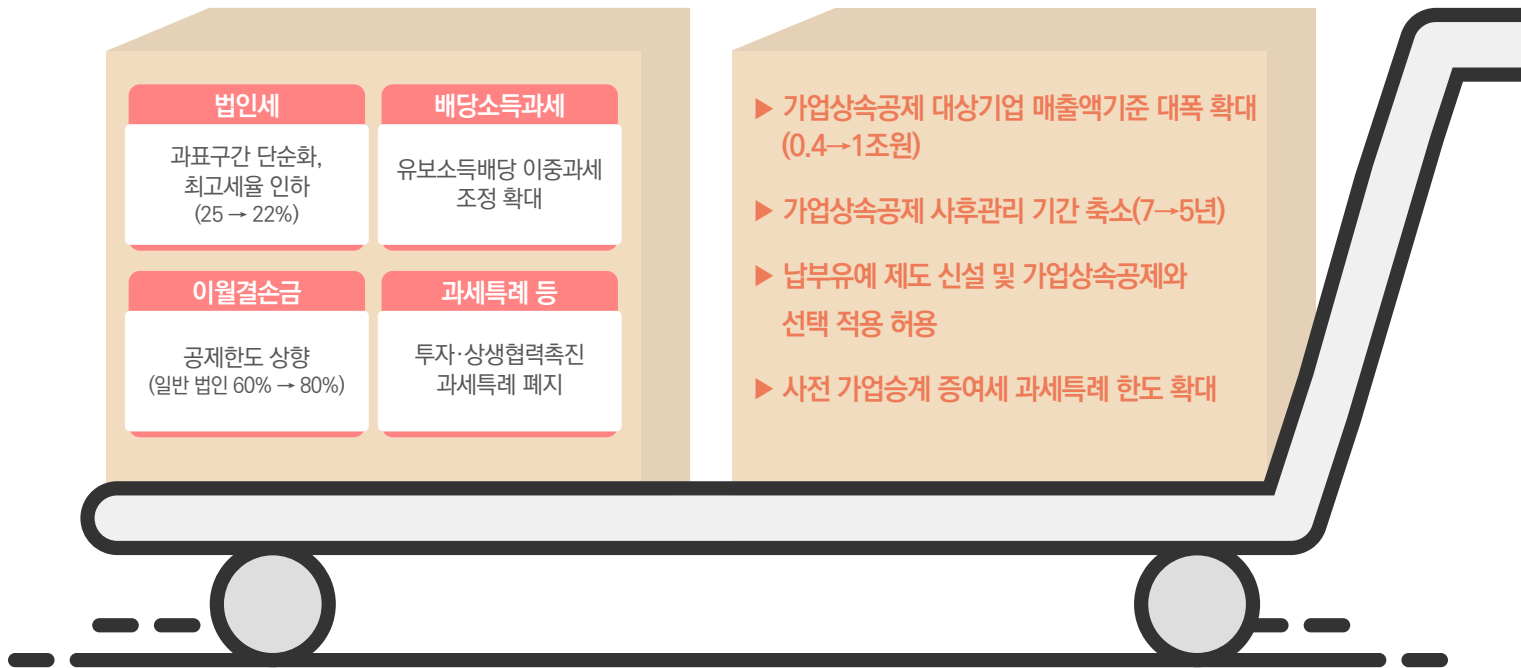 법인세
과표구간 단순화,
최고세율 인하
(25 → 22%)
배당소득과세
유보소득배당 이중과세
조정 확대
이월결손금
공제한도 상향
(일반 법인 60% → 80%)
과세특례 등
투자·상생협력촉진
과세특례 폐지
▶ 가업상속공제 대상기업 매출액기준 대폭 확대
(0.4→1조원)
▶ 가업상속공제 사후관리 기간 축소(7→5년)
▶ 납부유예 제도 신설 및 가업상속공제와
선택 적용 허용
▶ 사전 가업승계 증여세 과세특례 한도 확대